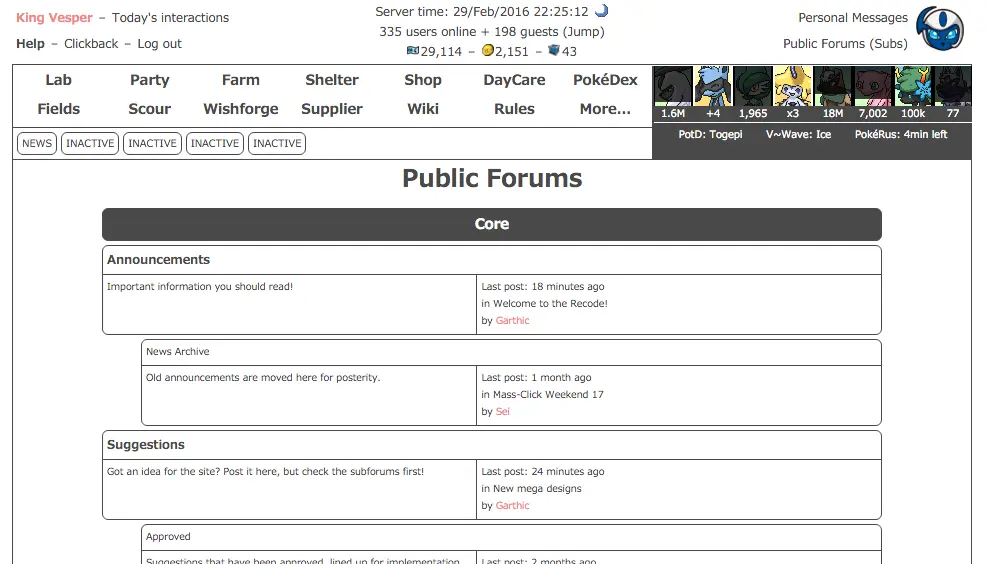 King Vesper – Today's interactions
Help – Clickback – Log out
Server time: 29/Feb/2016 22:25:12
335 users online + 198 guests (Jump)
29,114 – 2,151 – 43
Personal Messages
Public Forums (Subs)
Lab Party Farm Shelter Shop DayCare PokéDex
Fields Scour Wishforge Supplier Wiki Rules More...
1.6M +4 1,965 x3 18M 7,002 100k 77
PotD: Togepi V~Wave: Ice PokéRus: 4min left
NEWS INACTIVE INACTIVE INACTIVE INACTIVE
Public Forums
Core
Announcements
Important information you should read!
Last post: 18 minutes ago
in Welcome to the Recode!
by Garthic
News Archive
Old announcements are moved here for posterity.
Last post: 1 month ago
in Mass-Click Weekend 17
by Sei
Suggestions
Got an idea for the site? Post it here, but check the subforums first!
Last post: 24 minutes ago
in New mega designs
by Garthic
Approved
Suggestions that have been approved, lined up for implementation
Last post: 2 months ago